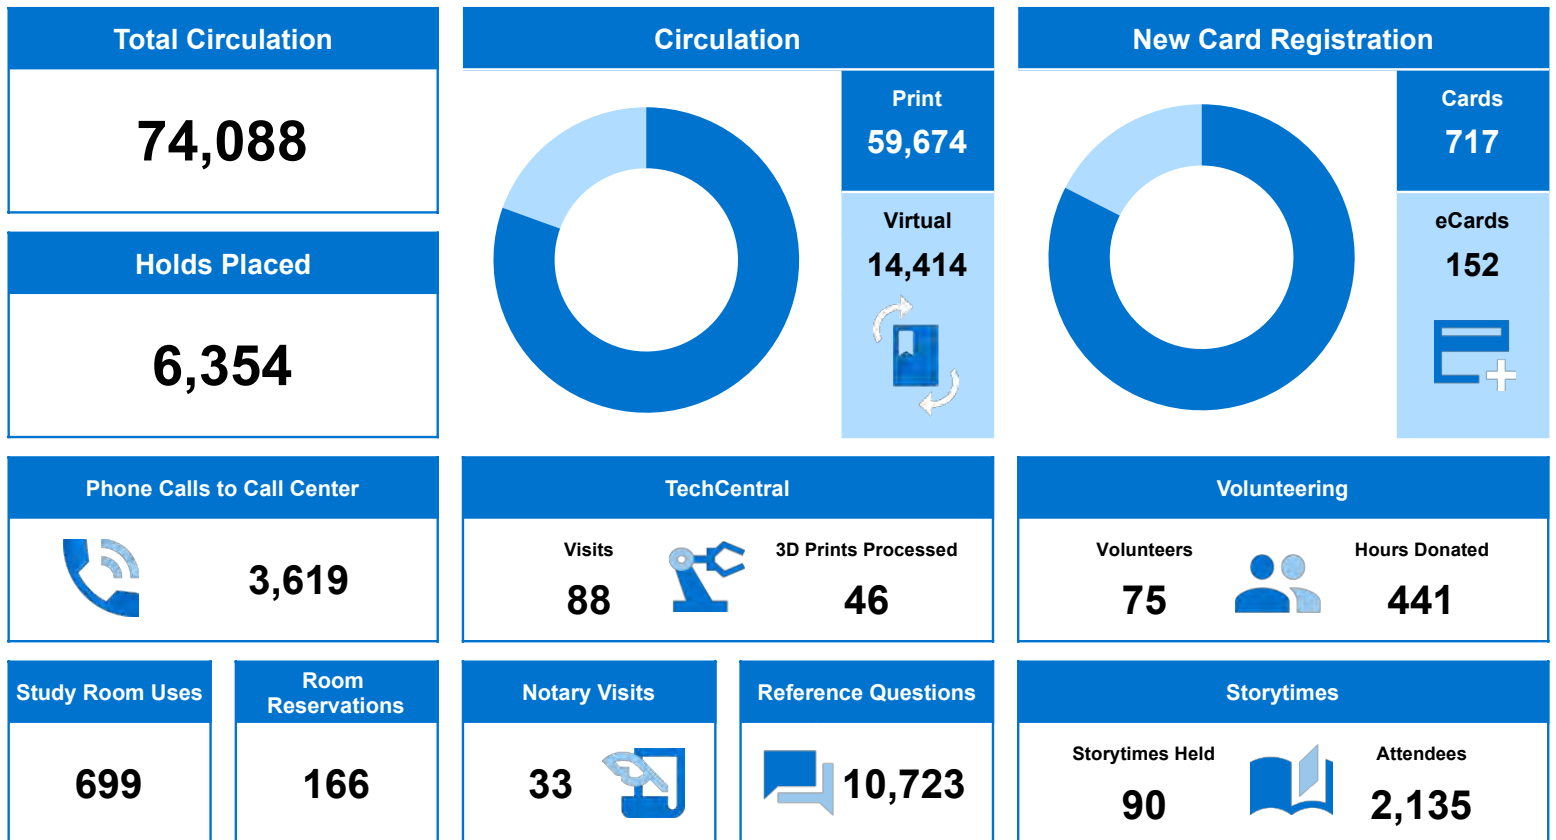 Total Circulation
74,088
Holds Placed
6,354
Circulation
Print
59,674
Virtual
14,414
New Card Registration
Cards
717
eCards
152
Phone Calls to Call Center
3,619
TechCentral
Visits
88
3D Prints Processed
46
Volunteering
Volunteers
75
Hours Donated
441
Study Room Uses
699
Room
Reservations
166
Notary Visits
33
Reference Questions
10,723
Storytimes
Storytimes Held
90
Attendees
2,135